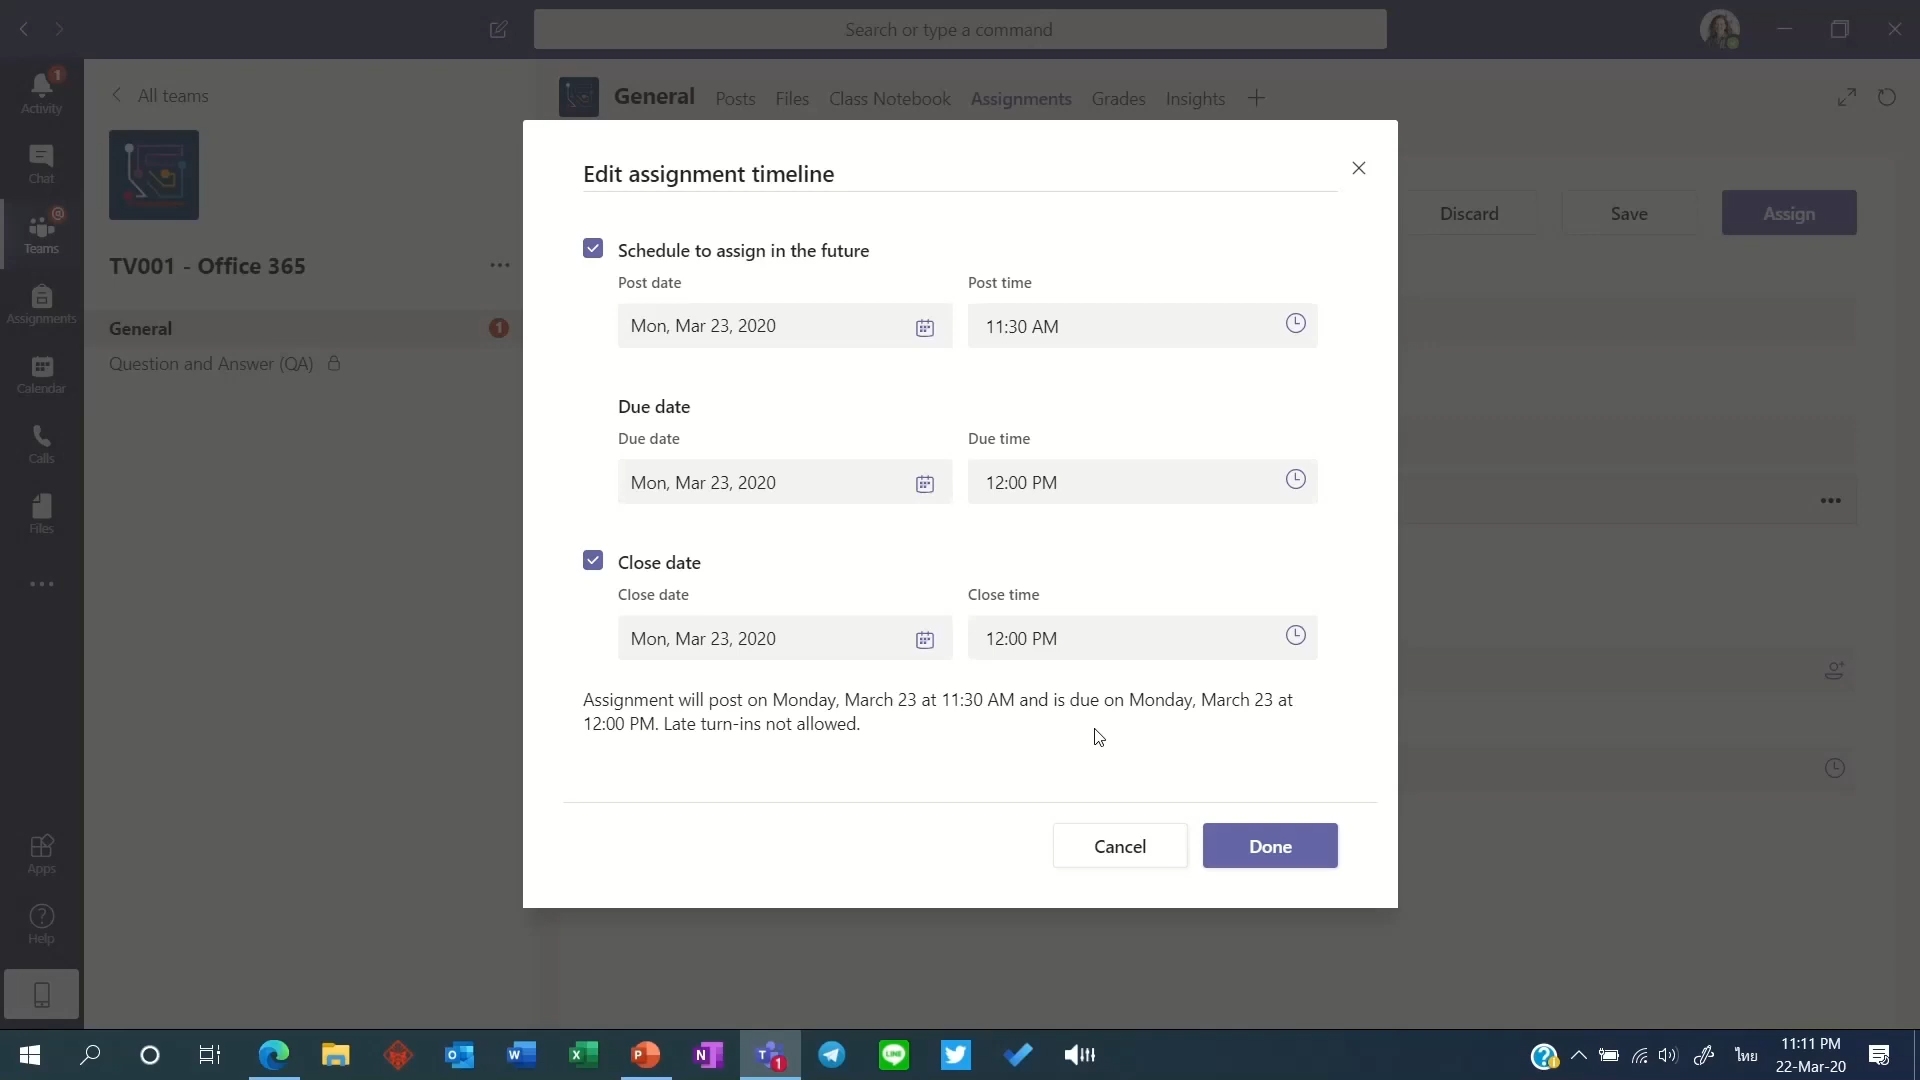 Search or type a command
1
Activity
Chat
@
Teams
Assignments
Calendar
Calls
Files
Apps
Help
All teams
TV001 - Office 365
General
1
Question and Answer (QA)
General Posts Files Class Notebook Assignments Grades Insights
Discard Save Assign
Edit assignment timeline
Schedule to assign in the future
Post date Post time
Mon, Mar 23, 2020 11:30 AM
Due date
Due date Due time
Mon, Mar 23, 2020 12:00 PM
Close date
Close date Close time
Mon, Mar 23, 2020 12:00 PM
Assignment will post on Monday, March 23 at 11:30 AM and is due on Monday, March 23 at
12:00 PM. Late turn-ins not allowed.
Cancel Done
O W X P N T 1 LINE
ไทย
11:11 PM
22-Mar-20